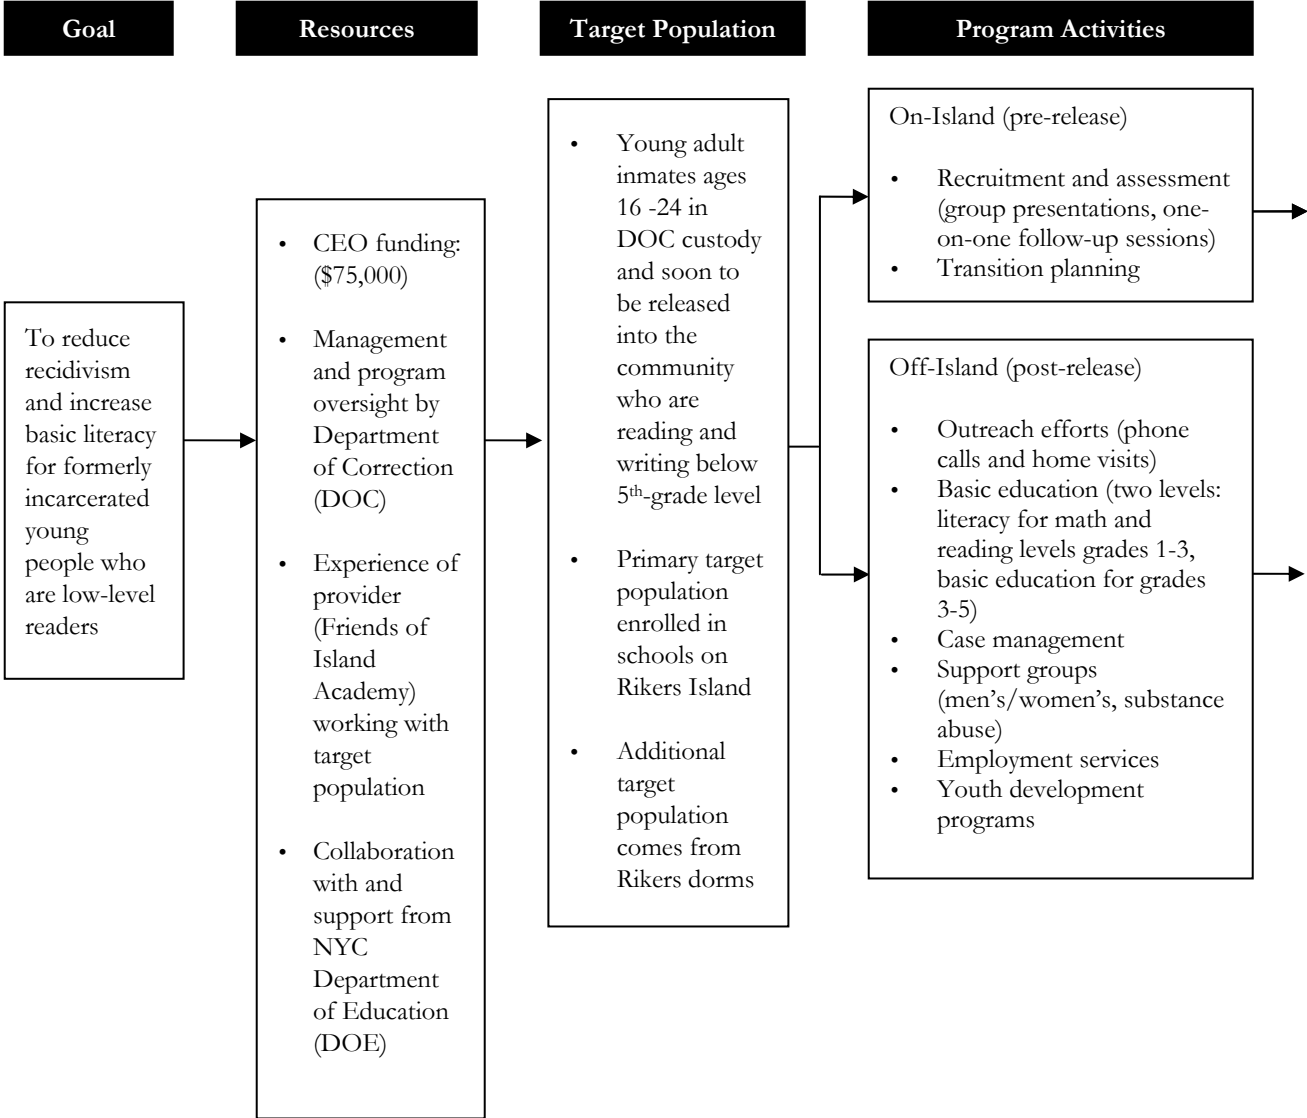 Goal
Resources
Target Population
Program Activities
To reduce
recidivism
and increase
basic literacy
for formerly
incarcerated
young
people who
are low-level
readers
• CEO funding:
($75,000)
• Management
and program
oversight by
Department
of Correction
(DOC)
• Experience of
provider
(Friends of
Island
Academy)
working with
target
population
• Collaboration
with and
support from
NYC
Department
of Education
(DOE)
• Young adult
inmates ages
16 -24 in
DOC custody
and soon to
be released
into the
community
who are
reading and
writing below
5th-grade level
• Primary target
population
enrolled in
schools on
Rikers Island
• Additional
target
population
comes from
Rikers dorms
On-Island (pre-release)
• Recruitment and assessment
(group presentations, one-
on-one follow-up sessions)
• Transition planning
Off-Island (post-release)
• Outreach efforts (phone
calls and home visits)
• Basic education (two levels:
literacy for math and
reading levels grades 1-3,
basic education for grades
3-5)
• Case management
• Support groups
(men’s/women’s, substance
abuse)
• Employment services
• Youth development
programs